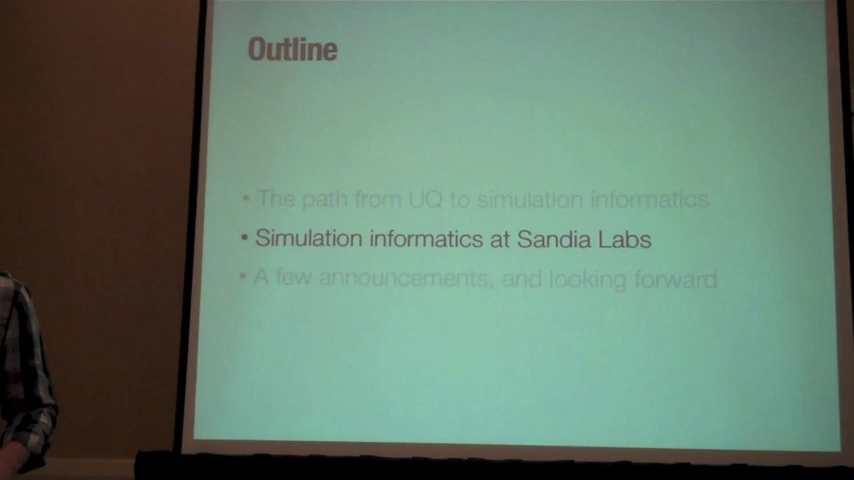 Outline
• The path from UQ to simulation informatics
• Simulation informatics at Sandia Labs
• A few announcements, and looking forward